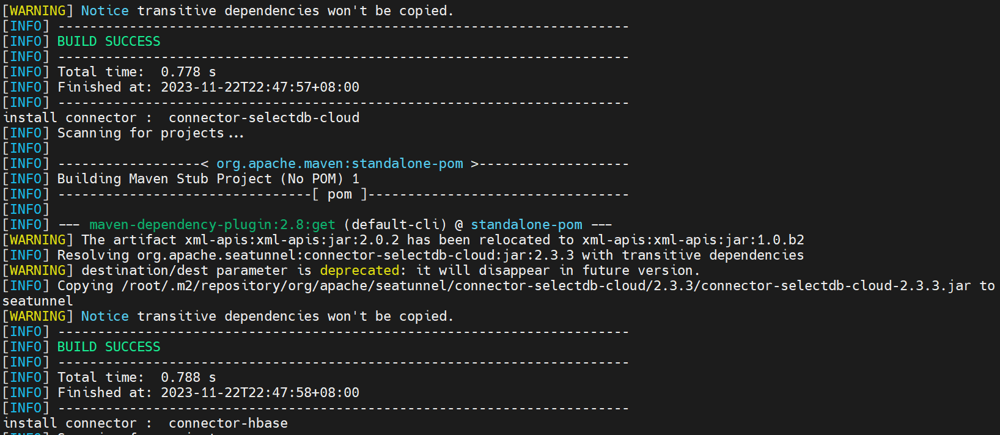 [WARNING] Notice transitive dependencies won't be copied.
[INFO] ------------------------------------------------------------------------
[INFO] BUILD SUCCESS
[INFO] ------------------------------------------------------------------------
[INFO] Total time:  0.778 s
[INFO] Finished at: 2023-11-22T22:47:57+08:00
[INFO] ------------------------------------------------------------------------
install connector :  connector-selectdb-cloud
[INFO] Scanning for projects...
[INFO]
[INFO] ------------------< org.apache.maven:standalone-pom >-------------------
[INFO] Building Maven Stub Project (No POM) 1
[INFO] --------------------------------[ pom ]---------------------------------
[INFO]
[INFO] --- maven-dependency-plugin:2.8:get (default-cli) @ standalone-pom ---
[WARNING] The artifact xml-apis:xml-apis:jar:2.0.2 has been relocated to xml-apis:xml-apis:jar:1.0.b2
[INFO] Resolving org.apache.seatunnel:connector-selectdb-cloud:jar:2.3.3 with transitive dependencies
[WARNING] destination/dest parameter is deprecated: it will disappear in future version.
[INFO] Copying /root/.m2/repository/org/apache/seatunnel/connector-selectdb-cloud/2.3.3/connector-selectdb-cloud-2.3.3.jar to
seatunnel
[WARNING] Notice transitive dependencies won't be copied.
[INFO] ------------------------------------------------------------------------
[INFO] BUILD SUCCESS
[INFO] ------------------------------------------------------------------------
[INFO] Total time:  0.788 s
[INFO] Finished at: 2023-11-22T22:47:58+08:00
[INFO] ------------------------------------------------------------------------
install connector :  connector-hbase